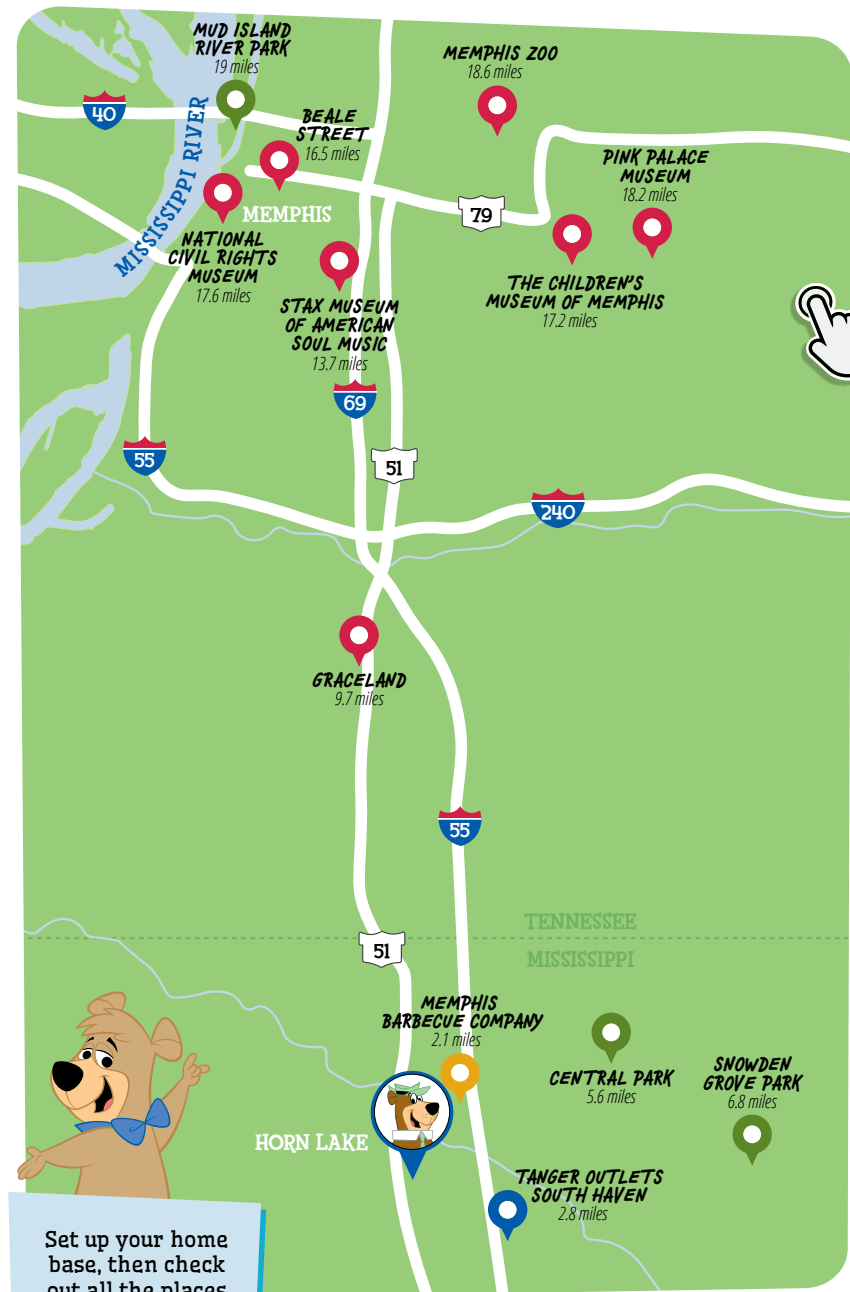 MUD ISLAND
RIVER PARK
19 miles
MEMPHIS ZOO
18.6 miles
40
BEALE
STREET
16.5 miles
MISSISSIPPI RIVER
PINK PALACE
MUSEUM
18.2 miles
79
MEMPHIS
NATIONAL
CIVIL RIGHTS
MUSEUM
17.6 miles
THE CHILDREN'S
MUSEUM OF MEMPHIS
17.2 miles
STAX MUSEUM
OF AMERICAN
SOUL MUSIC
13.7 miles
69
55
51
240
GRACELAND
9.7 miles
55
TENNESSEE
51
MISSISSIPPI
MEMPHIS
BARBECUE COMPANY
2.1 miles
CENTRAL PARK
5.6 miles
SNOWDEN
GROVE PARK
6.8 miles
HORN LAKE
TANGER OUTLETS
SOUTH HAVEN
2.8 miles
Set up your home
base, then check
out all the places